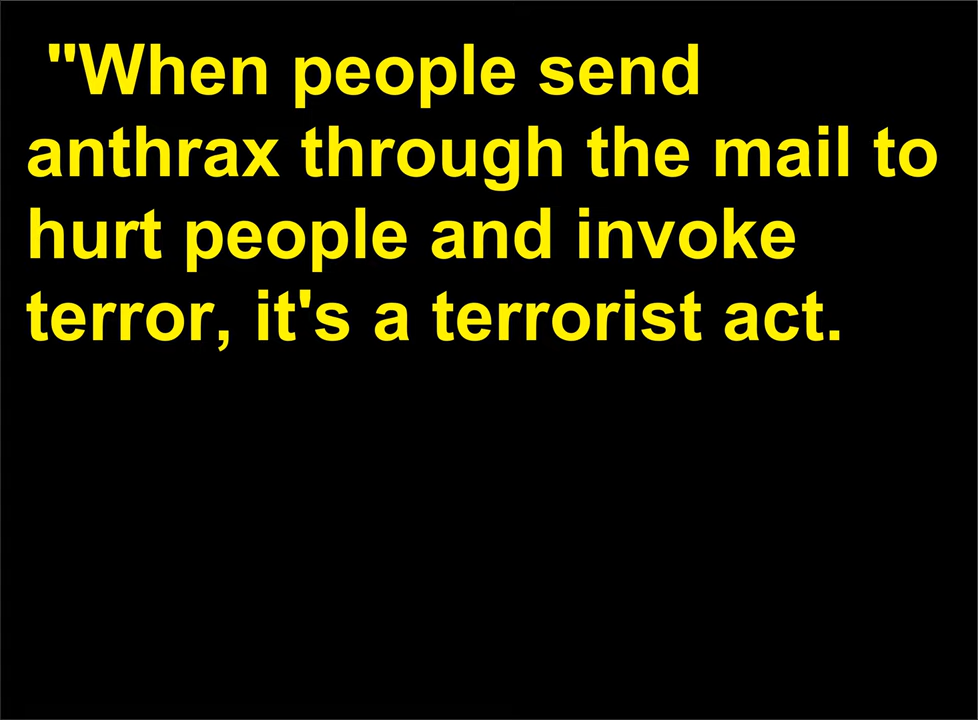 "When people send
anthrax through the mail to
hurt people and invoke
terror, it's a terrorist act.